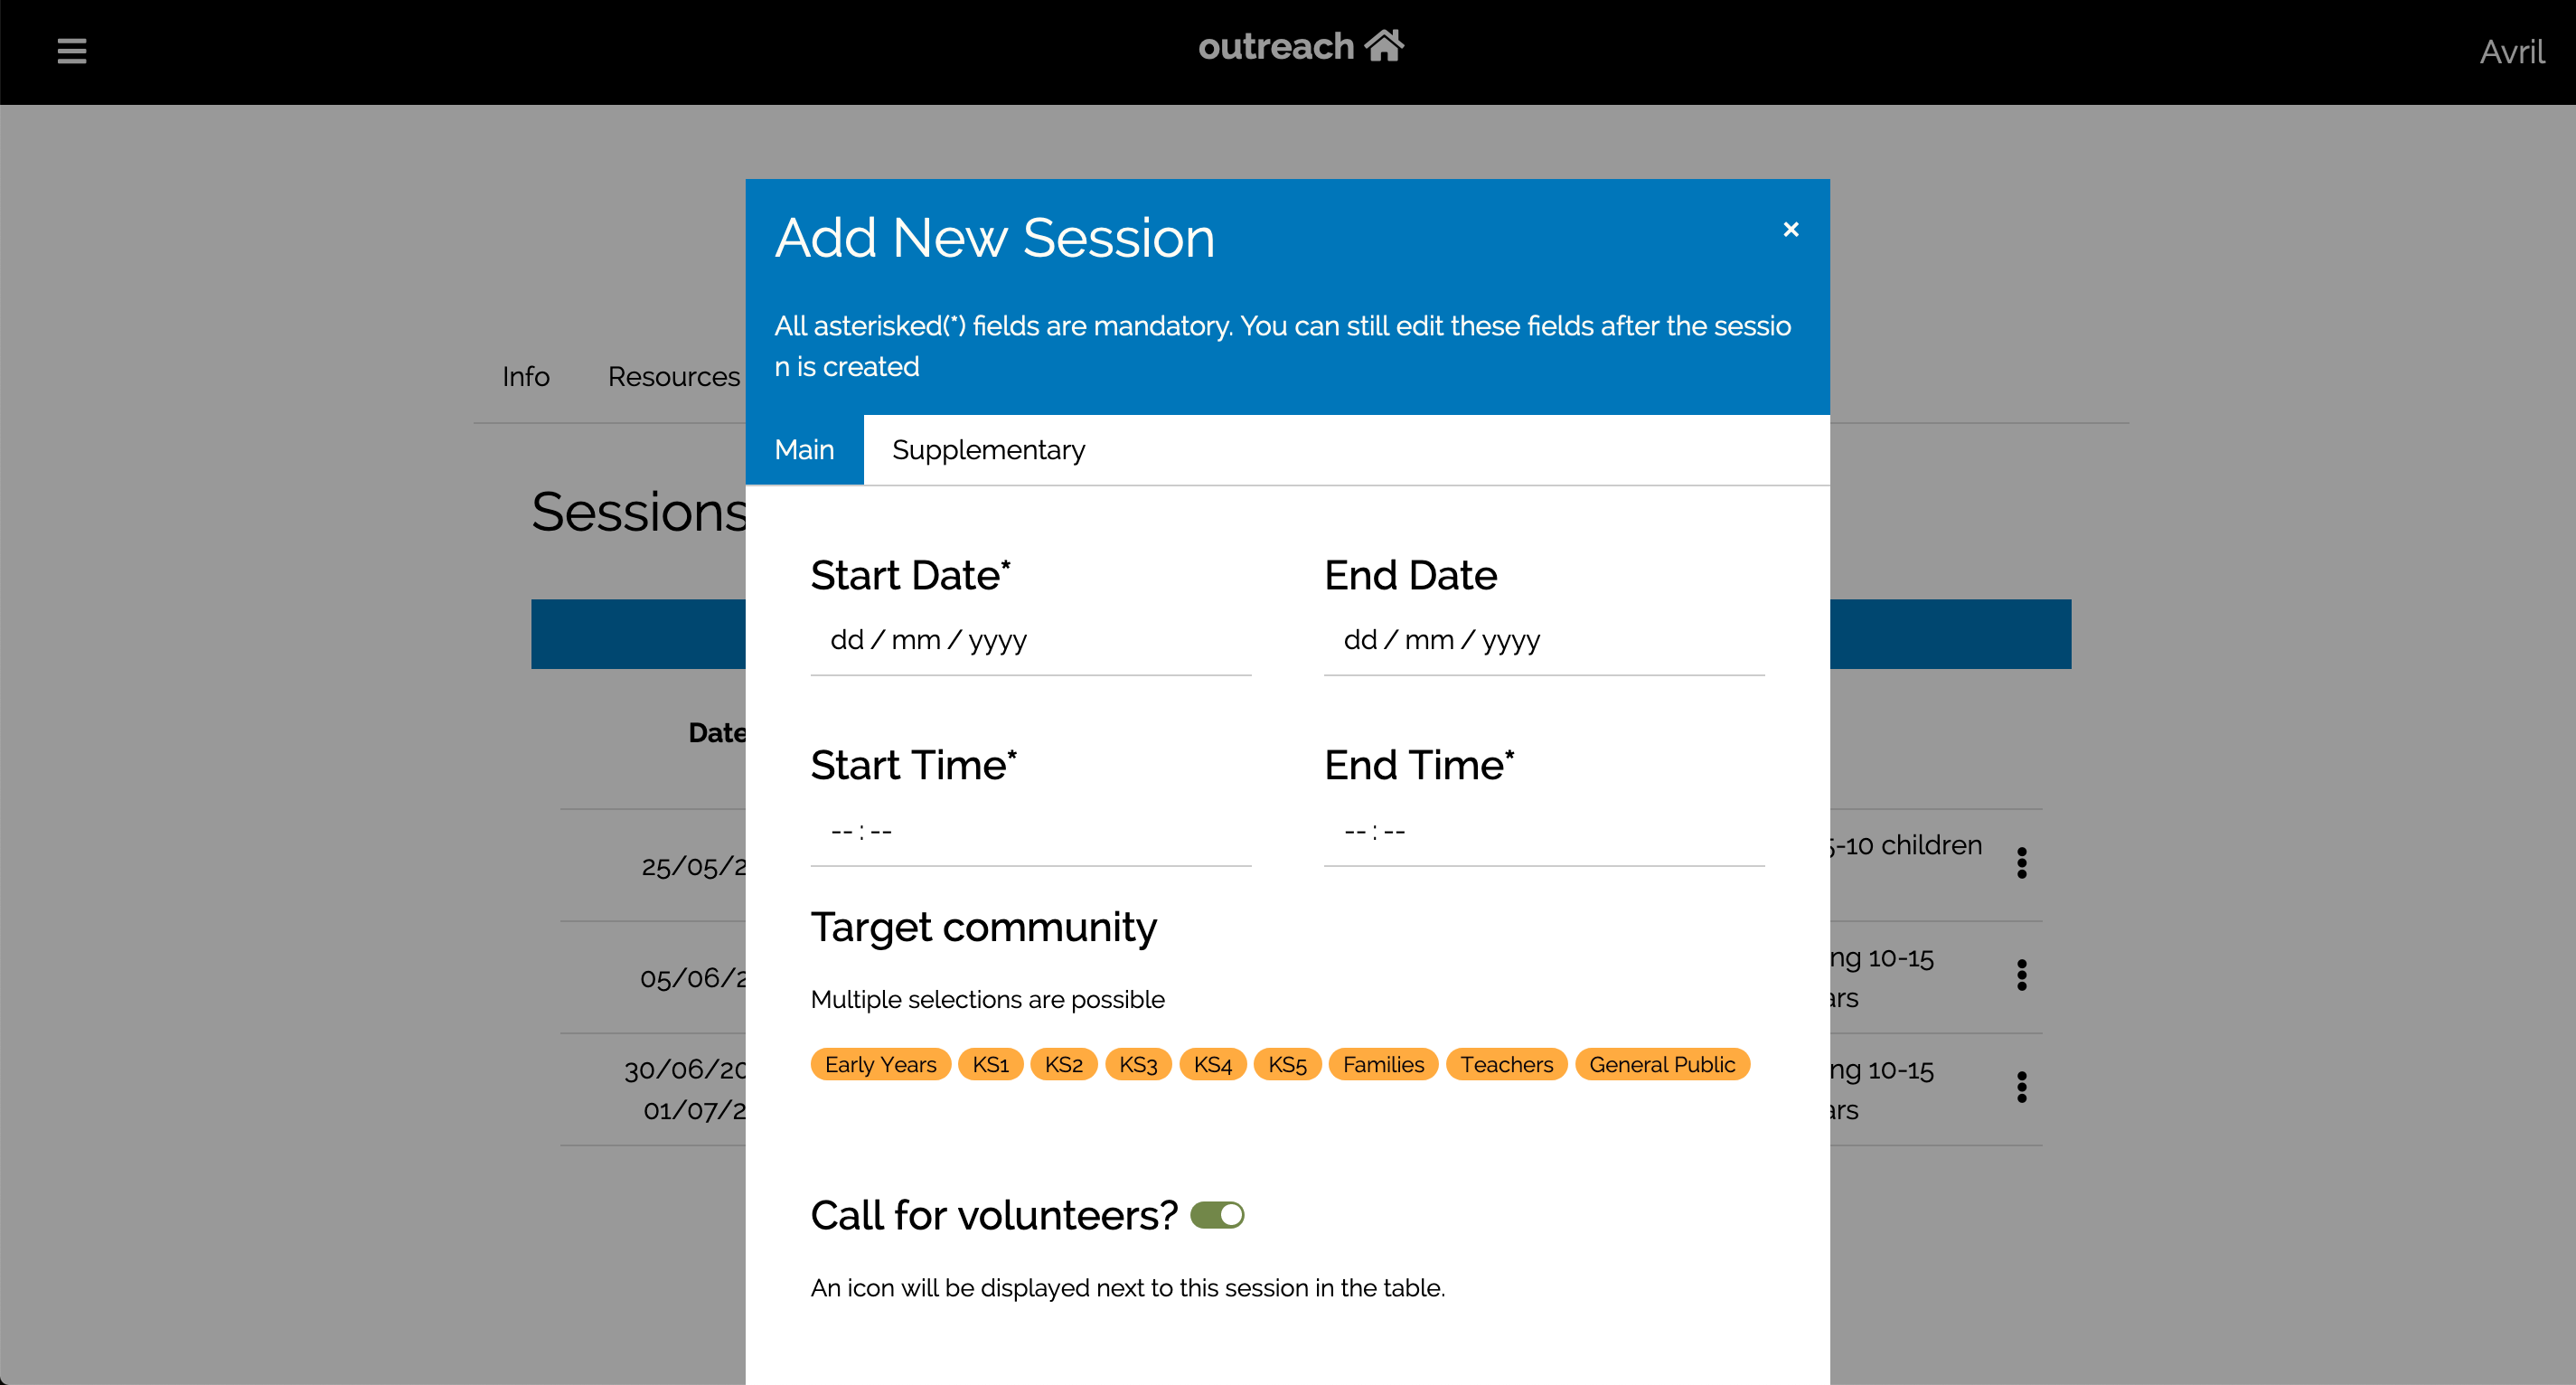 outreach
Avril
Add New Session
×
All asterisked(*) fields are mandatory. You can still edit these fields after the sessio
n is created
Info
Resources
Main
Supplementary
Sessions
Start Date*
End Date
dd / mm / yyyy
dd / mm / yyyy
Date
Start Time*
End Time*
-- : --
-- : --
25/05/2
5-10 children
Target community
05/06/2
ng 10-15
ars
Multiple selections are possible
Early Years KS1 KS2 KS3 KS4 KS5 Families Teachers General Public
30/06/20
01/07/2
ng 10-15
ars
Call for volunteers?
An icon will be displayed next to this session in the table.